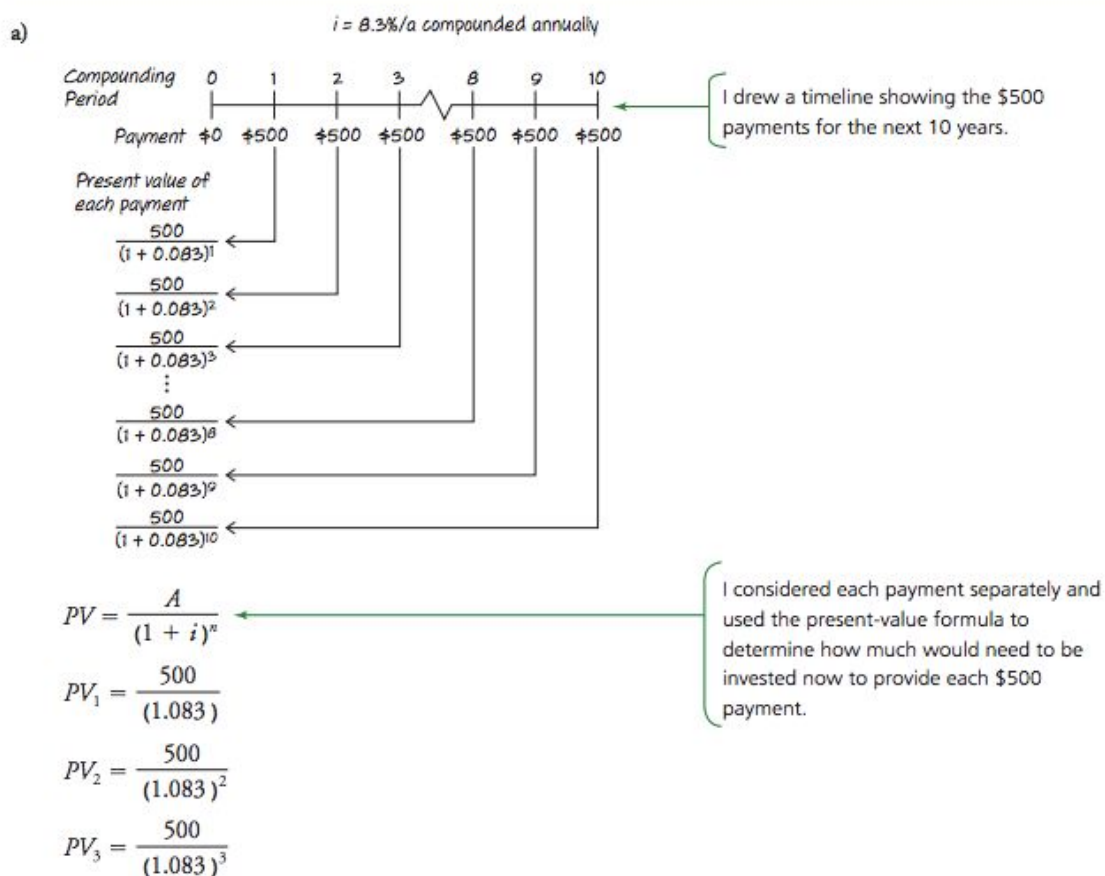 a)
i = 8.3%/a compounded annually
Compounding Period 0 1 2 3 8 9 10
Payment $0 $500 $500 $500 $500 $500 $500
I drew a timeline showing the $500
payments for the next 10 years.
Present value of
each payment
500
(1 + 0.083)¹
500
(1 + 0.083)²
500
(1 + 0.083)³
⋮
500
(1 + 0.083)⁸
500
(1 + 0.083)⁹
500
(1 + 0.083)¹⁰
PV = A / (1 + i)ⁿ
I considered each payment separately and
used the present-value formula to
determine how much would need to be
invested now to provide each $500
payment.
PV₁ = 500 / (1.083)
PV₂ = 500 / (1.083)²
PV₃ = 500 / (1.083)³